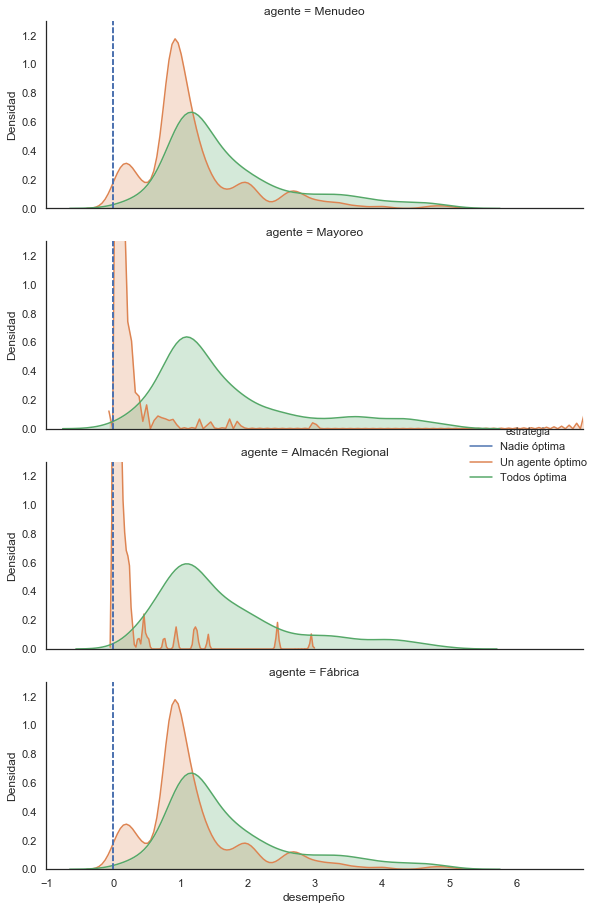 agente = Menudeo
1.2
1.0
0.8
0.6
0.4
0.2
0.0
Densidad
agente = Mayoreo
1.2
1.0
0.8
0.6
0.4
0.2
0.0
Densidad
estrategia
Nadie óptima
Un agente óptimo
Todos óptima
agente = Almacén Regional
1.2
1.0
0.8
0.6
0.4
0.2
0.0
Densidad
agente = Fábrica
1.2
1.0
0.8
0.6
0.4
0.2
0.0
Densidad
−1 0 1 2 3 4 5 6
desempeño